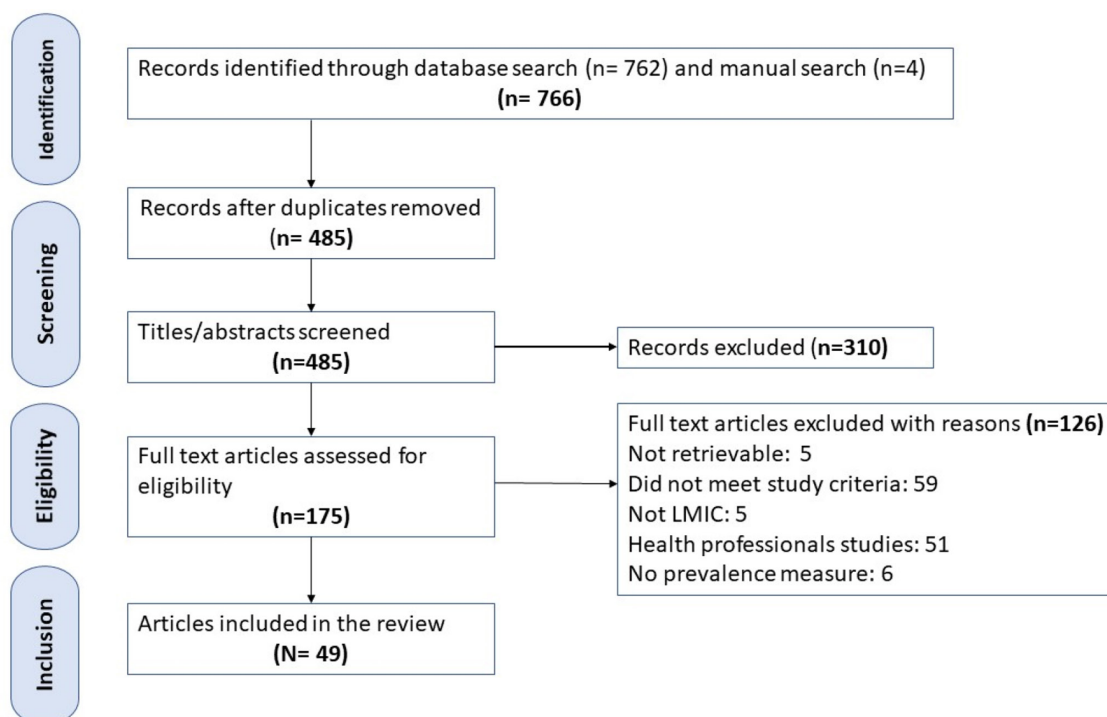 Identification
Records identified through database search (n= 762) and manual search (n=4)
(n= 766)
Screening
Records after duplicates removed
(n= 485)
Titles/abstracts screened
(n=485)
Records excluded (n=310)
Eligibility
Full text articles assessed for
eligibility
(n=175)
Full text articles excluded with reasons (n=126)
Not retrievable: 5
Did not meet study criteria: 59
Not LMIC: 5
Health professionals studies: 51
No prevalence measure: 6
Inclusion
Articles included in the review
(N= 49)